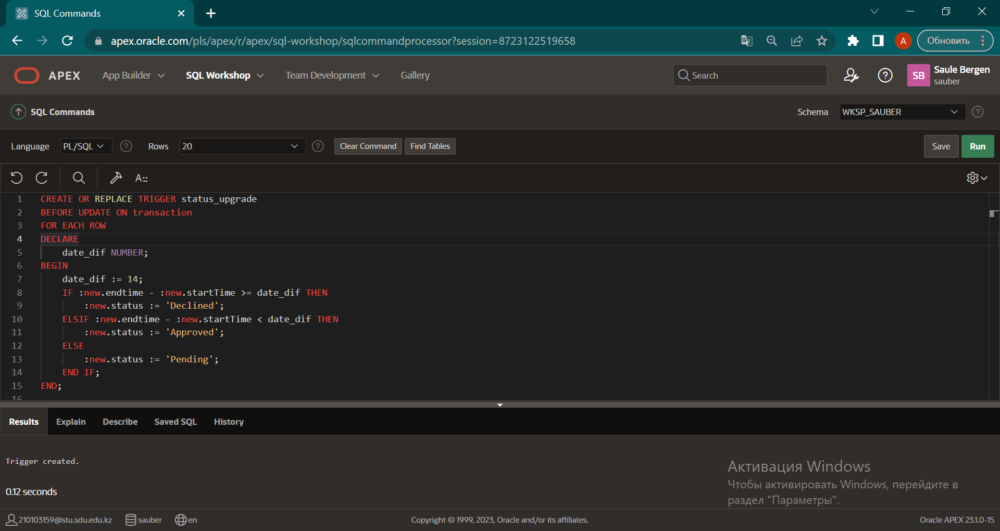 SQL Commands
apex.oracle.com/pls/apex/r/apex/sql-workshop/sqlcommandprocessor?session=8723122519658
A
Обновить
APEX
App Builder
SQL Workshop
Team Development
Gallery
Search
SB
Saule Bergen
sauber
SQL Commands
Schema
WKSP_SAUBER
Language
PL/SQL
Rows
20
Clear Command
Find Tables
Save
Run
A::
1 CREATE OR REPLACE TRIGGER status_upgrade
2 BEFORE UPDATE ON transaction
3 FOR EACH ROW
4 DECLARE
5 date_dif NUMBER;
6 BEGIN
7 date_dif := 14;
8 IF :new.endtime - :new.startTime >= date_dif THEN
9 :new.status := 'Declined';
10 ELSIF :new.endtime - :new.startTime < date_dif THEN
11 :new.status := 'Approved';
12 ELSE
13 :new.status := 'Pending';
14 END IF;
15 END;
16
Results
Explain
Describe
Saved SQL
History
Trigger created.
0.12 seconds
Активация Windows
Чтобы активировать Windows, перейдите в
раздел "Параметры".
210103159@stu.sdu.edu.kz
sauber
en
Copyright © 1999, 2023, Oracle and/or its affiliates.
Oracle APEX 23.1.0-15